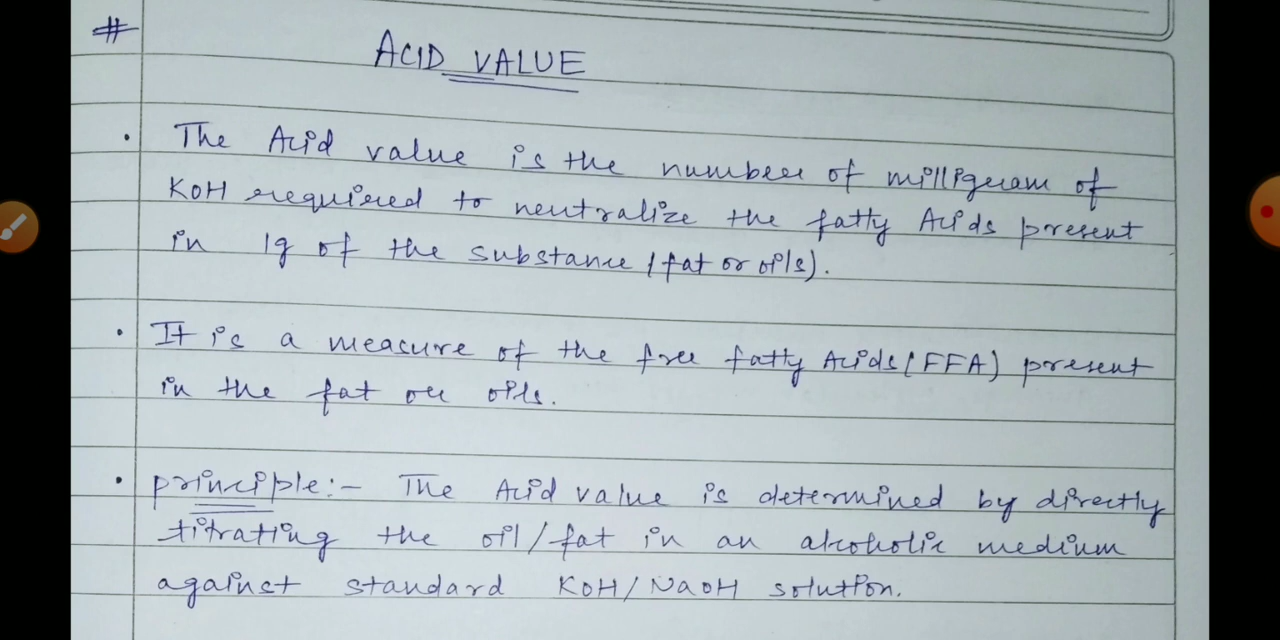 #
ACID VALUE
• The Acid value is the number of milligram of
KOH required to neutralize the fatty Acids present
in 1g of the substance (fat or oils).
• It is a measure of the free fatty Acids (FFA) present
in the fat or oils.
• principle:- The Acid value is determined by directly
titrating the oil/fat in an alcoholic medium
against standard KOH/NaOH solution.